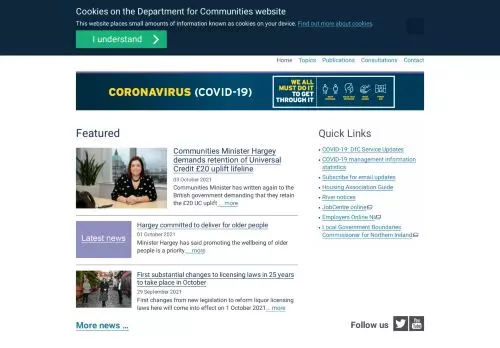 Cookies on the Department for Communities website
This website places small amounts of information known as cookies on your device. Find out more about cookies.
I understand
Home Topics Publications Consultations Contact
CORONAVIRUS (COVID-19)
WE ALL
MUST DO IT
TO GET
THROUGH IT
Featured
Communities Minister Hargey
demands retention of Universal
Credit £20 uplift lifeline
03 October 2021
Communities Minister has written again to the
British government demanding that they retain
the £20 UC uplift ... more
Latest news
Hargey committed to deliver for older people
01 October 2021
Minister Hargey has said promoting the wellbeing of older
people is a priority ... more
First substantial changes to licensing laws in 25 years
to take place in October
29 September 2021
First changes from new legislation to reform liquor licensing
laws here will come into effect on 1 October 2021 ... more
More news ...
Quick Links
COVID-19: DfC Service Updates
COVID-19 management information
statistics
Subscribe for email updates
Housing Association Guide
River notices
JobCentre online
Employers Online NI
Local Government Boundaries
Commissioner for Northern Ireland
Follow us
You
Tube